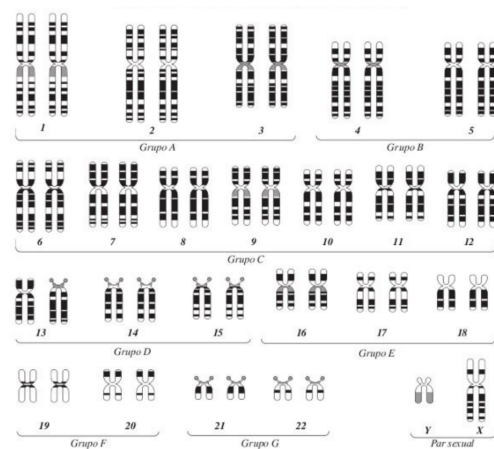 1 2 3 4 5
Grupo A Grupo B
6 7 8 9 10 11 12
Grupo C
13 14 15 16 17 18
Grupo D Grupo E
19 20 21 22 Y X
Grupo F Grupo G Par sexual